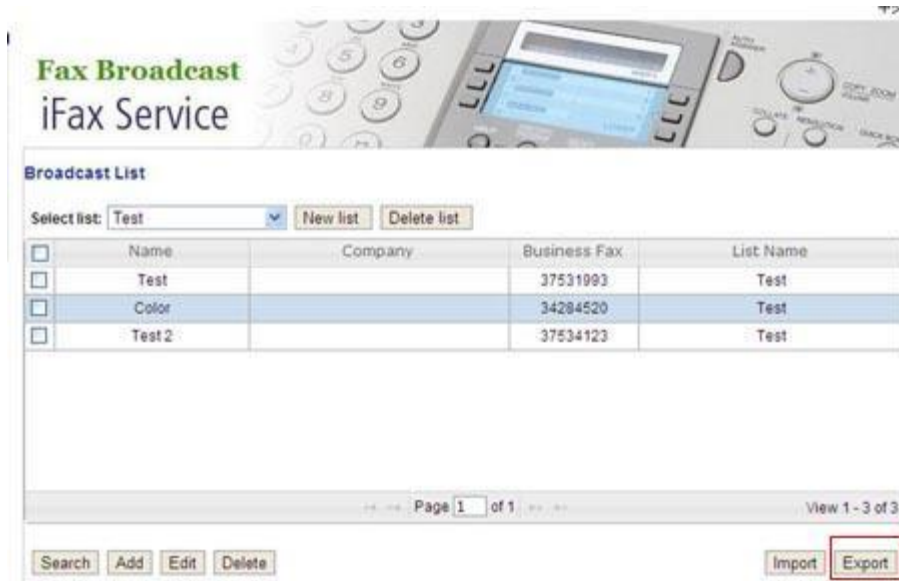 Fax Broadcast
iFax Service
Broadcast List
Select list: Test New list Delete list
Name Company Business Fax List Name
Test 37531993 Test
Color 34284520 Test
Test 2 37534123 Test
Page 1 of 1 View 1 - 3 of 3
Search Add Edit Delete Import Export